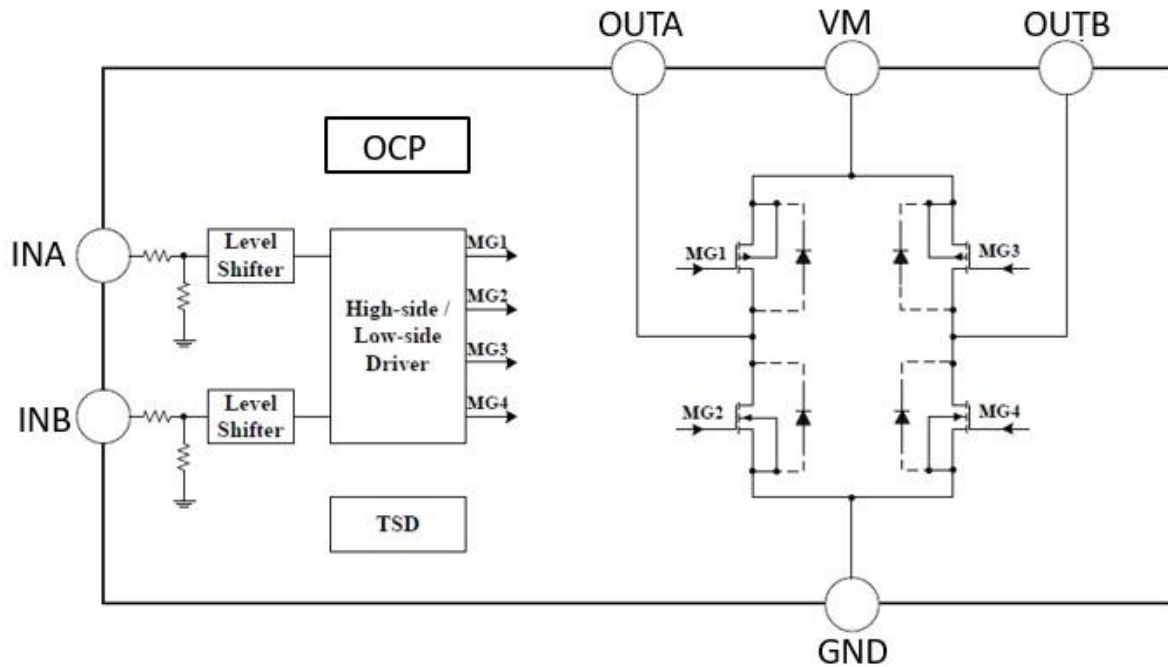 OUTA
VM
OUTB
OCP
INA
Level
Shifter
MG1
MG2
MG3
MG4
High-side /
Low-side
Driver
MG1
MG3
INB
Level
Shifter
MG2
MG4
TSD
GND